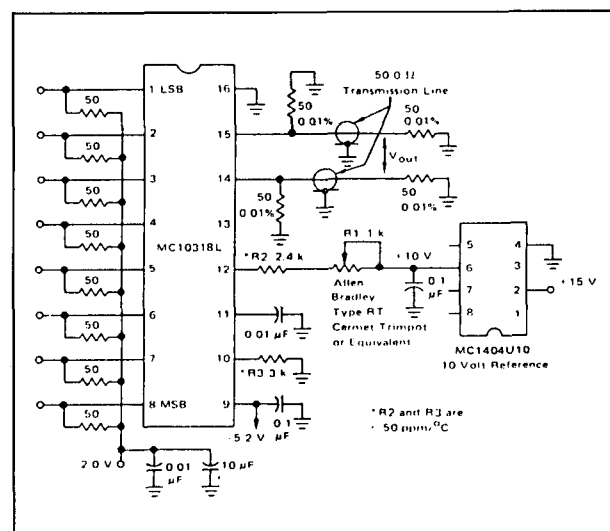 50
50
50
50
50
50
50
50
1 LSB
2
3
4
5
6
7
8 MSB
MC10318L
16
15
14
13
12
11
10
9
50
0.01%
50.0 Ω
Transmission Line
50
0.01%
Vout
50
0.01%
50
0.01%
*R2 2.4 k
R1 1 k
+10 V
0.1
µF
Allen
Bradley
Type RT
Cermet Trimpot
or Equivalent
0.01 µF
*R3 3 k
-5.2 V
0.1
µF
5
6
7
8
4
3
2
1
+15 V
MC1404U10
10 Volt Reference
*R2 and R3 are
50 ppm/°C
2.0 V
0.01
µF
10 µF